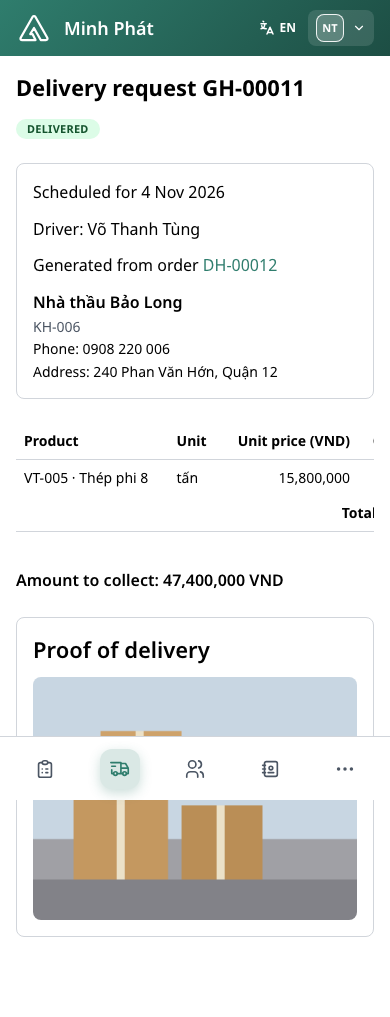 Minh Phát
EN
NT
Delivery request GH-00011
DELIVERED
Scheduled for 4 Nov 2026
Driver: Võ Thanh Tùng
Generated from order DH-00012
Nhà thầu Bảo Long
KH-006
Phone: 0908 220 006
Address: 240 Phan Văn Hớn, Quận 12
Product Unit Unit price (VND)
VT-005 · Thép phi 8 tấn 15,800,000
Total
Amount to collect: 47,400,000 VND
Proof of delivery